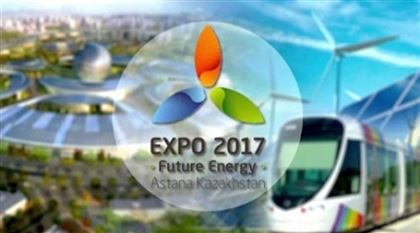 EXPO 2017
Future Energy
Astana Kazakhstan